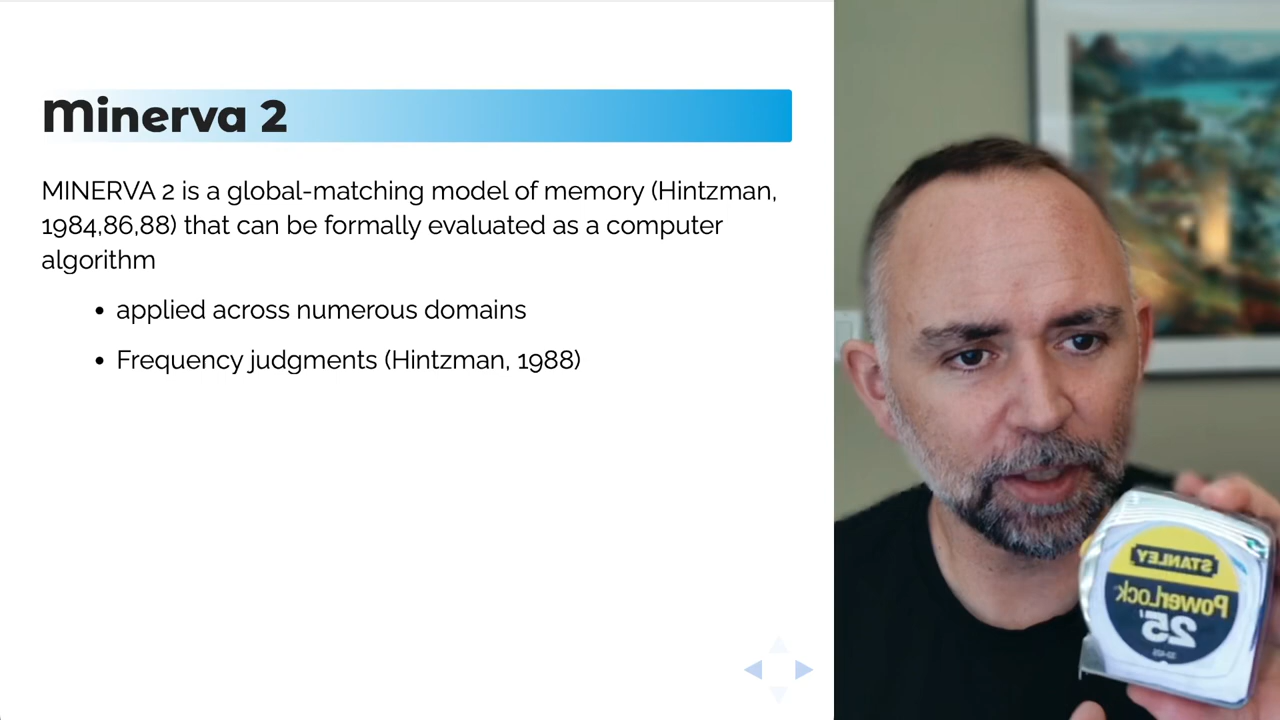 Minerva 2
MINERVA 2 is a global-matching model of memory (Hintzman,
1984,86,88) that can be formally evaluated as a computer
algorithm
• applied across numerous domains
• Frequency judgments (Hintzman, 1988)
STANLEY
PowerLock
25'